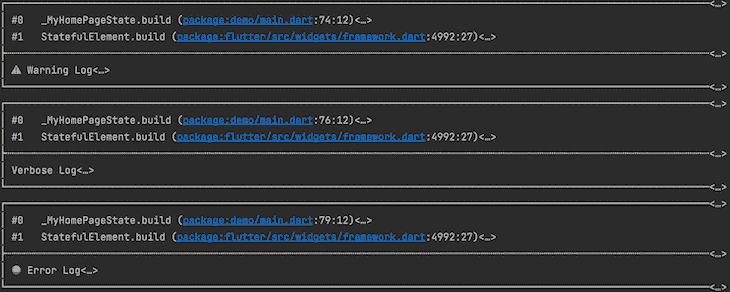 <…>
#0 _MyHomePageState.build (package:demo/main.dart:74:12)<…>
#1 StatefulElement.build (package:flutter/src/widgets/framework.dart:4992:27)<…>
<…>
⚠ Warning Log<…>
<…>
<…>
#0 _MyHomePageState.build (package:demo/main.dart:76:12)<…>
#1 StatefulElement.build (package:flutter/src/widgets/framework.dart:4992:27)<…>
<…>
Verbose Log<…>
<…>
<…>
#0 _MyHomePageState.build (package:demo/main.dart:79:12)<…>
#1 StatefulElement.build (package:flutter/src/widgets/framework.dart:4992:27)<…>
<…>
Error Log<…>
<…>